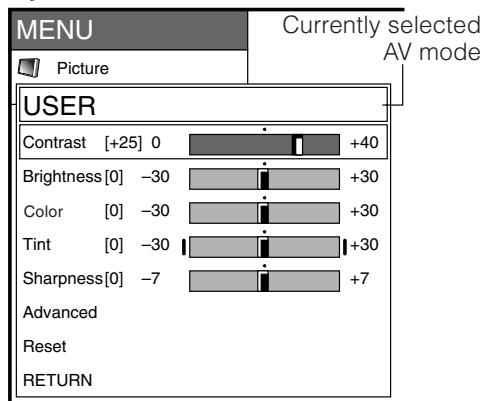 MENU
Currently selected
AV mode
Picture
USER
Contrast [+25] 0 +40
Brightness [0] –30 +30
Color [0] –30 +30
Tint [0] –30 +30
Sharpness [0] –7 +7
Advanced
Reset
RETURN